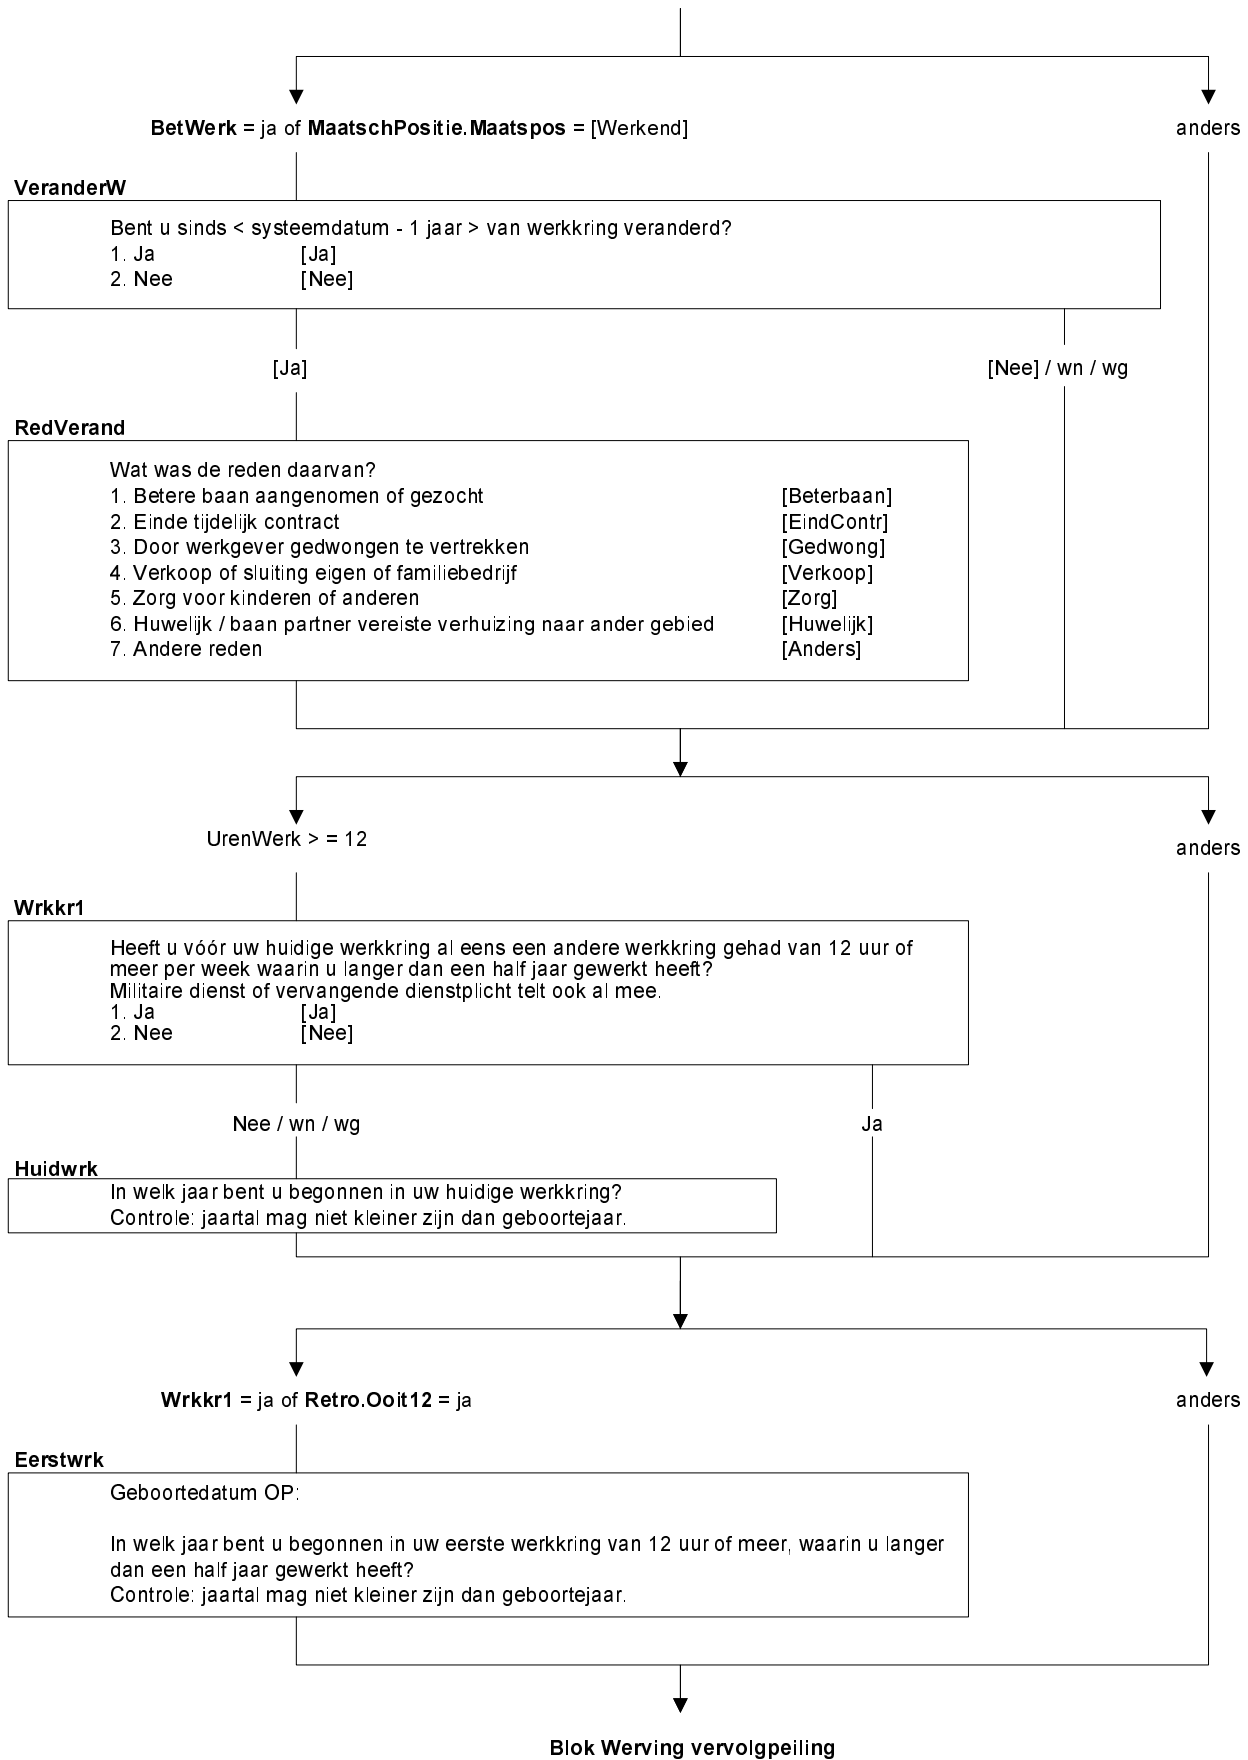 BetWerk = ja of MaatschPositie.Maatspos = [Werkend]
anders
VeranderW
Bent u sinds < systeemdatum - 1 jaar > van werkkring veranderd?
1. Ja [Ja]
2. Nee [Nee]
[Ja]
[Nee] / wn / wg
RedVerand
Wat was de reden daarvan?
1. Betere baan aangenomen of gezocht [Beterbaan]
2. Einde tijdelijk contract [EindContr]
3. Door werkgever gedwongen te vertrekken [Gedwong]
4. Verkoop of sluiting eigen of familiebedrijf [Verkoop]
5. Zorg voor kinderen of anderen [Zorg]
6. Huwelijk / baan partner vereiste verhuizing naar ander gebied [Huwelijk]
7. Andere reden [Anders]
UrenWerk > = 12
anders
Wrkkr1
Heeft u vóór uw huidige werkkring al eens een andere werkkring gehad van 12 uur of
meer per week waarin u langer dan een half jaar gewerkt heeft?
Militaire dienst of vervangende dienstplicht telt ook al mee.
1. Ja [Ja]
2. Nee [Nee]
Nee / wn / wg
Ja
Huidwrk
In welk jaar bent u begonnen in uw huidige werkkring?
Controle: jaartal mag niet kleiner zijn dan geboortejaar.
Wrkkr1 = ja of Retro.Ooit12 = ja
anders
Eerstwrk
Geboortedatum OP:
In welk jaar bent u begonnen in uw eerste werkkring van 12 uur of meer, waarin u langer
dan een half jaar gewerkt heeft?
Controle: jaartal mag niet kleiner zijn dan geboortejaar.
Blok Werving vervolgpeiling